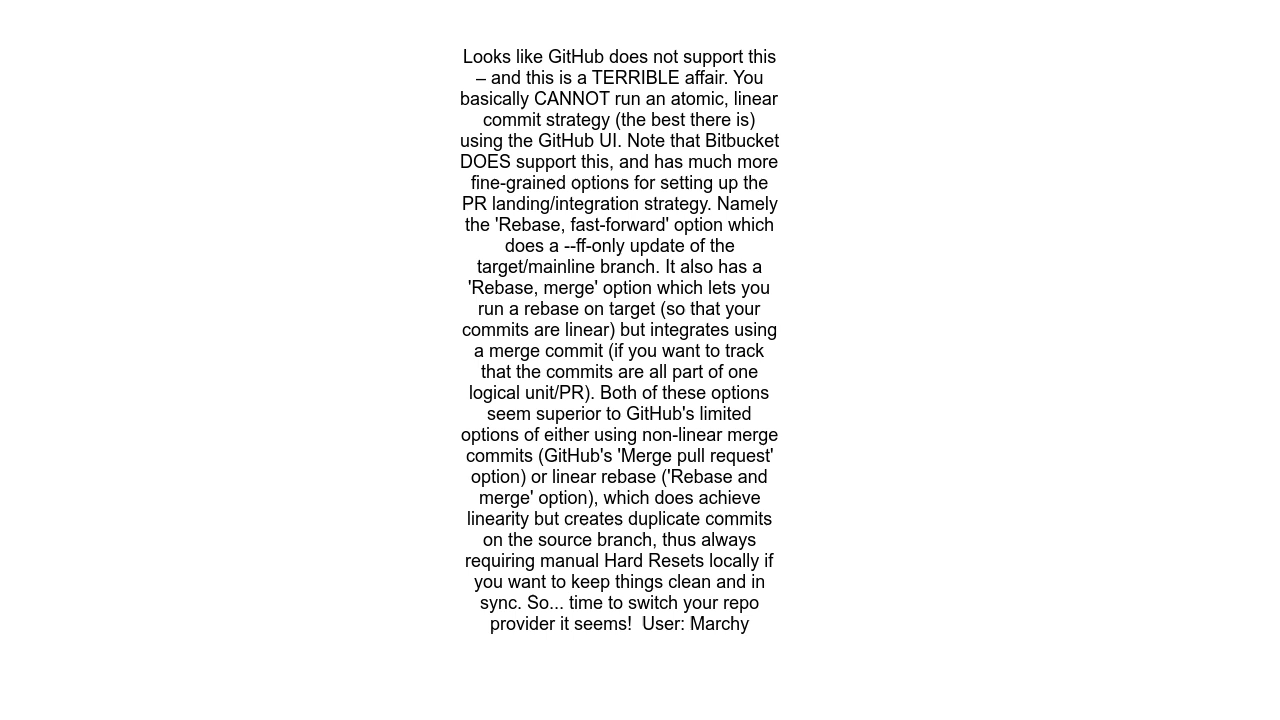 Looks like GitHub does not support this
– and this is a TERRIBLE affair. You
basically CANNOT run an atomic, linear
commit strategy (the best there is)
using the GitHub UI. Note that Bitbucket
DOES support this, and has much more
fine-grained options for setting up the
PR landing/integration strategy. Namely
the 'Rebase, fast-forward' option which
does a --ff-only update of the
target/mainline branch. It also has a
'Rebase, merge' option which lets you
run a rebase on target (so that your
commits are linear) but integrates using
a merge commit (if you want to track
that the commits are all part of one
logical unit/PR). Both of these options
seem superior to GitHub's limited
options of either using non-linear merge
commits (GitHub's 'Merge pull request'
option) or linear rebase ('Rebase and
merge' option), which does achieve
linearity but creates duplicate commits
on the source branch, thus always
requiring manual Hard Resets locally if
you want to keep things clean and in
sync. So... time to switch your repo
provider it seems!  User: Marchy